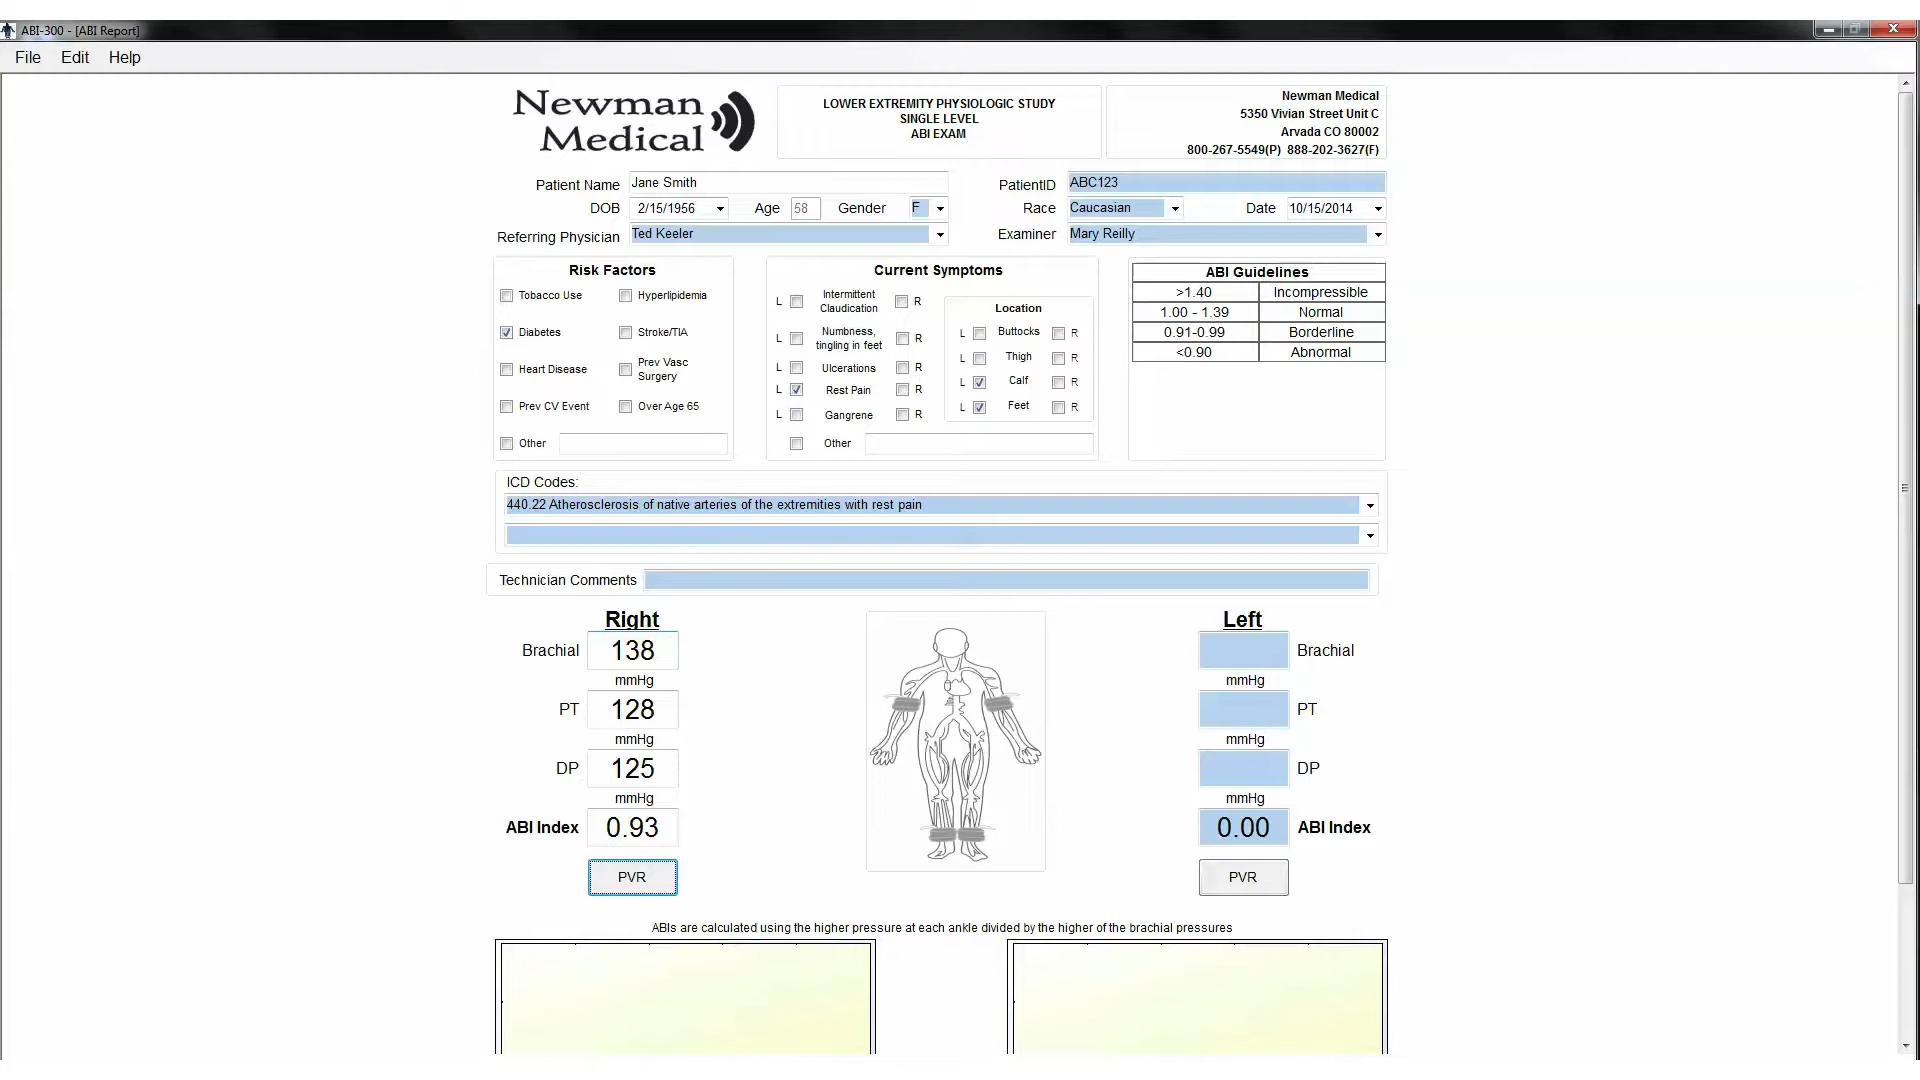 ABI-300 - [ABI Report]
File Edit Help
Newman
Medical
LOWER EXTREMITY PHYSIOLOGIC STUDY
SINGLE LEVEL
ABI EXAM
Newman Medical
5350 Vivian Street Unit C
Arvada CO 80002
800-267-5549(P) 888-202-3627(F)
Patient Name Jane Smith PatientID ABC123
DOB 2/15/1956 Age 58 Gender F Race Caucasian Date 10/15/2014
Referring Physician Ted Keeler Examiner Mary Reilly
Risk Factors
Tobacco Use Hyperlipidemia
Diabetes Stroke/TIA
Heart Disease Prev Vasc
Surgery
Prev CV Event Over Age 65
Other
Current Symptoms
L Intermittent
Claudication R
L Numbness,
tingling in feet R
L Ulcerations R
L Rest Pain R
L Gangrene R
Other
Location
L Buttocks R
L Thigh R
L Calf R
L Feet R
ABI Guidelines
>1.40 Incompressible
1.00 - 1.39 Normal
0.91-0.99 Borderline
<0.90 Abnormal
ICD Codes:
440.22 Atherosclerosis of native arteries of the extremities with rest pain
Technician Comments
Right
Brachial 138
mmHg
PT 128
mmHg
DP 125
mmHg
ABI Index 0.93
PVR
Left
Brachial
mmHg
PT
mmHg
DP
mmHg
0.00 ABI Index
PVR
ABIs are calculated using the higher pressure at each ankle divided by the higher of the brachial pressures